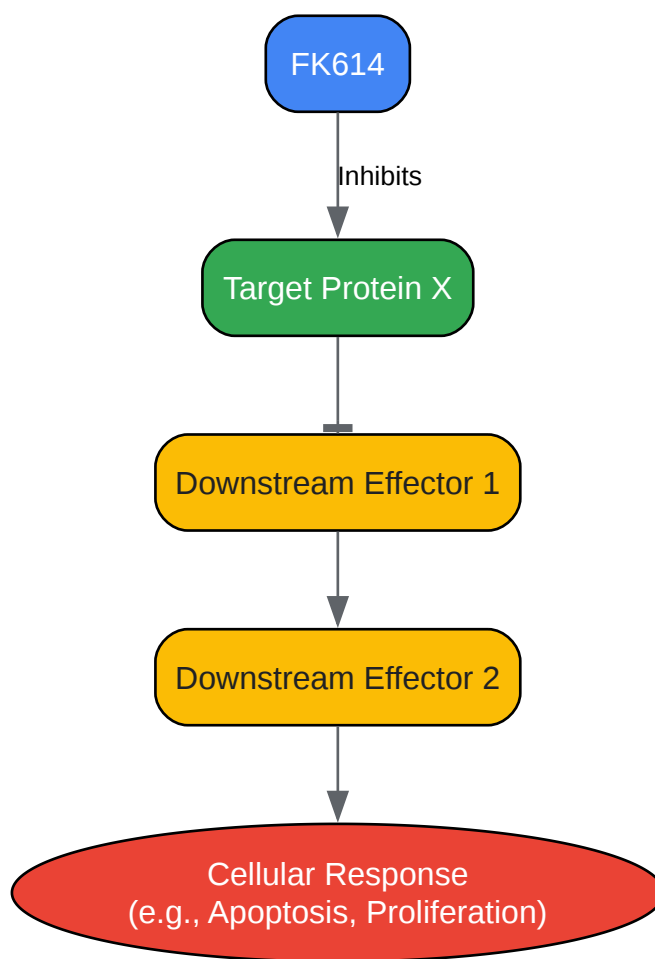 FK614
Inhibits
Target Protein X
Downstream Effector 1
Downstream Effector 2
Cellular Response
(e.g., Apoptosis, Proliferation)